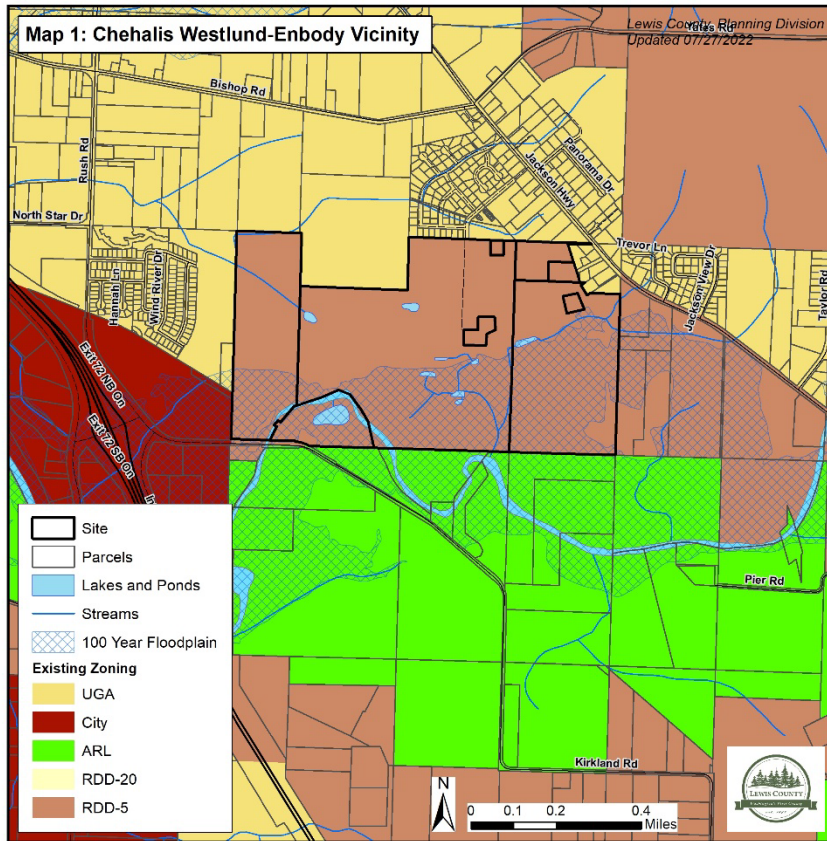 Map 1: Chehalis Westlund-Enbody Vicinity
Lewis County, Planning Division
Updated 07/27/2022
Yates Rd
Bishop Rd
Rush Rd
Jackson Hwy
Panorama Dr
North Star Dr
Hannah Ln
Wind River Dr
Trevor Ln
Jackson View Dr
Taylor Rd
Exit 72 NB On
Exit 72 SB On
Pier Rd
Kirkland Rd
Site
Parcels
Lakes and Ponds
Streams
100 Year Floodplain
Existing Zoning
UGA
City
ARL
RDD-20
RDD-5
N
0 0.1 0.2 0.4
Miles
LEWIS COUNTY